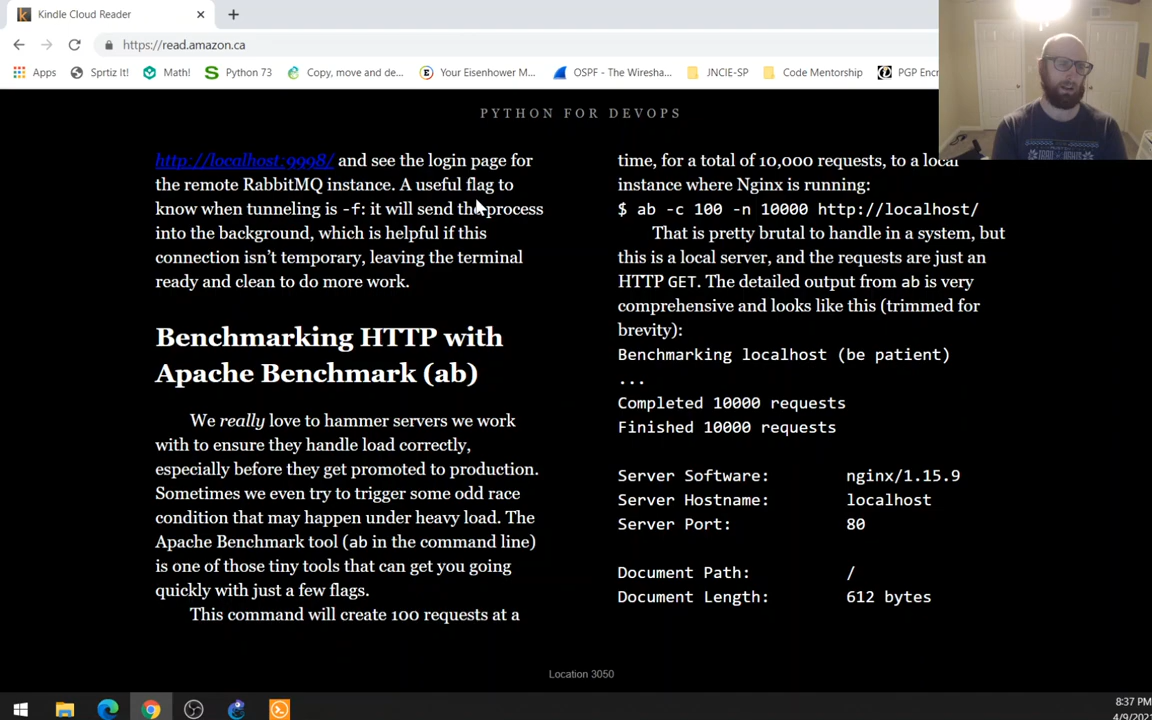 Kindle Cloud Reader
https://read.amazon.ca
Apps
Sprtiz It!
Math!
Python 73
Copy, move and de...
Your Eisenhower M...
OSPF - The Wiresha...
JNCIE-SP
Code Mentorship
PGP Encr
PYTHON FOR DEVOPS
http://localhost:9998/ and see the login page for
the remote RabbitMQ instance. A useful flag to
know when tunneling is -f: it will send the process
into the background, which is helpful if this
connection isn't temporary, leaving the terminal
ready and clean to do more work.
Benchmarking HTTP with
Apache Benchmark (ab)
We really love to hammer servers we work
with to ensure they handle load correctly,
especially before they get promoted to production.
Sometimes we even try to trigger some odd race
condition that may happen under heavy load. The
Apache Benchmark tool (ab in the command line)
is one of those tiny tools that can get you going
quickly with just a few flags.
This command will create 100 requests at a
time, for a total of 10,000 requests, to a local
instance where Nginx is running:
$ ab -c 100 -n 10000 http://localhost/
That is pretty brutal to handle in a system, but
this is a local server, and the requests are just an
HTTP GET. The detailed output from ab is very
comprehensive and looks like this (trimmed for
brevity):
Benchmarking localhost (be patient)
...
Completed 10000 requests
Finished 10000 requests
Server Software: nginx/1.15.9
Server Hostname: localhost
Server Port: 80
Document Path: /
Document Length: 612 bytes
Location 3050
8:37 PM
4/9/202